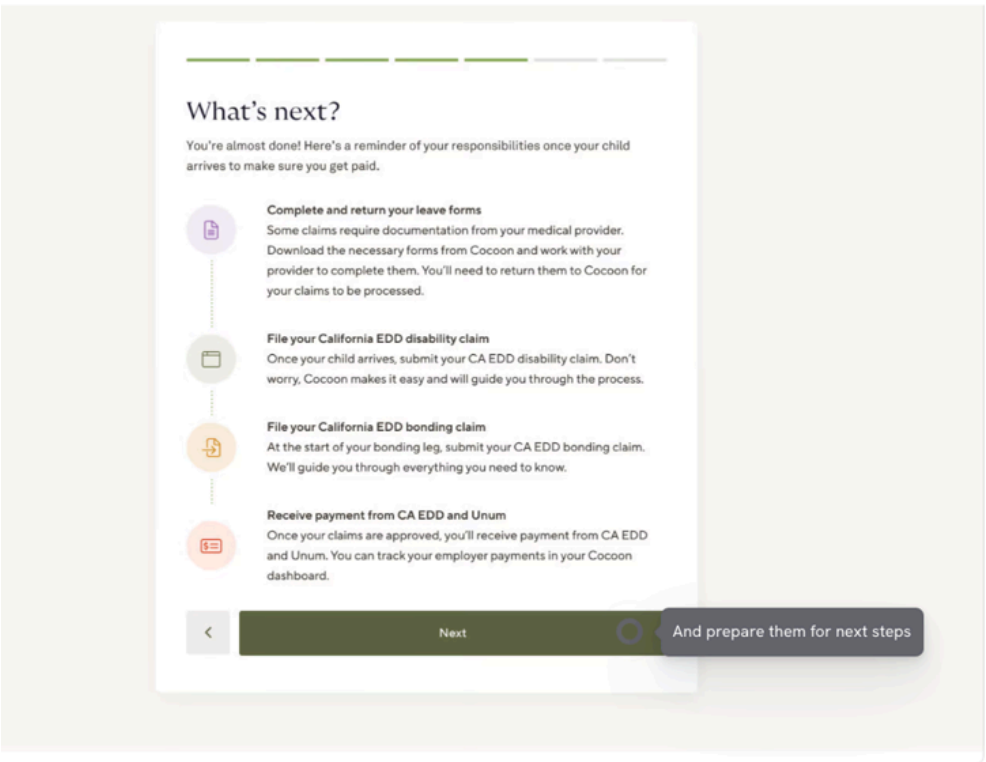 What's next?
You're almost done! Here's a reminder of your responsibilities once your child
arrives to make sure you get paid.
Complete and return your leave forms
Some claims require documentation from your medical provider.
Download the necessary forms from Cocoon and work with your
provider to complete them. You'll need to return them to Cocoon for
your claims to be processed.
File your California EDD disability claim
Once your child arrives, submit your CA EDD disability claim. Don't
worry, Cocoon makes it easy and will guide you through the process.
File your California EDD bonding claim
At the start of your bonding leg, submit your CA EDD bonding claim.
We'll guide you through everything you need to know.
Receive payment from CA EDD and Unum
Once your claims are approved, you'll receive payment from CA EDD
and Unum. You can track your employer payments in your Cocoon
dashboard.
Next
And prepare them for next steps